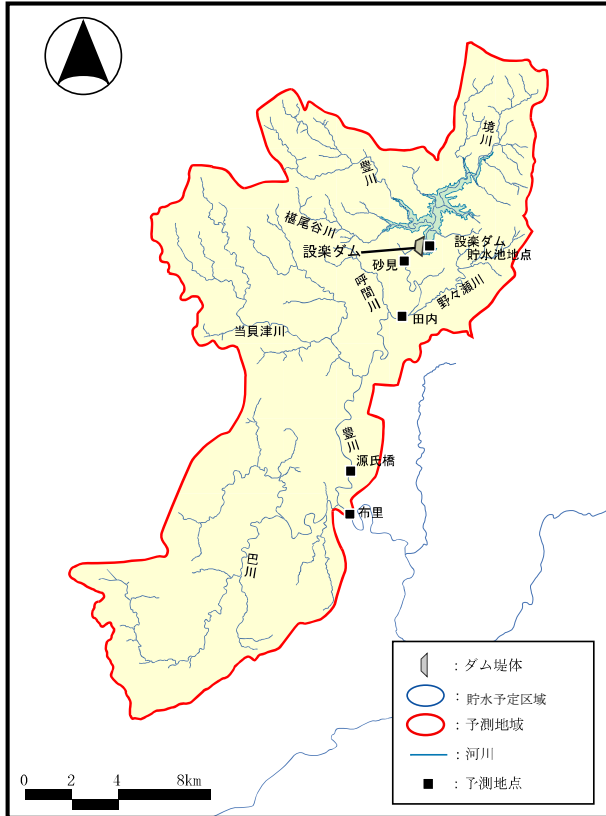 境川
豊川
椹尾谷川
設楽ダム
設楽ダム
貯水池地点
砂見
呼間川
野々瀬川
田内
当貝津川
豊川
源氏橋
布里
巴川
：ダム堤体
：貯水予定区域
：予測地域
：河川
：予測地点
0 2 4 8km